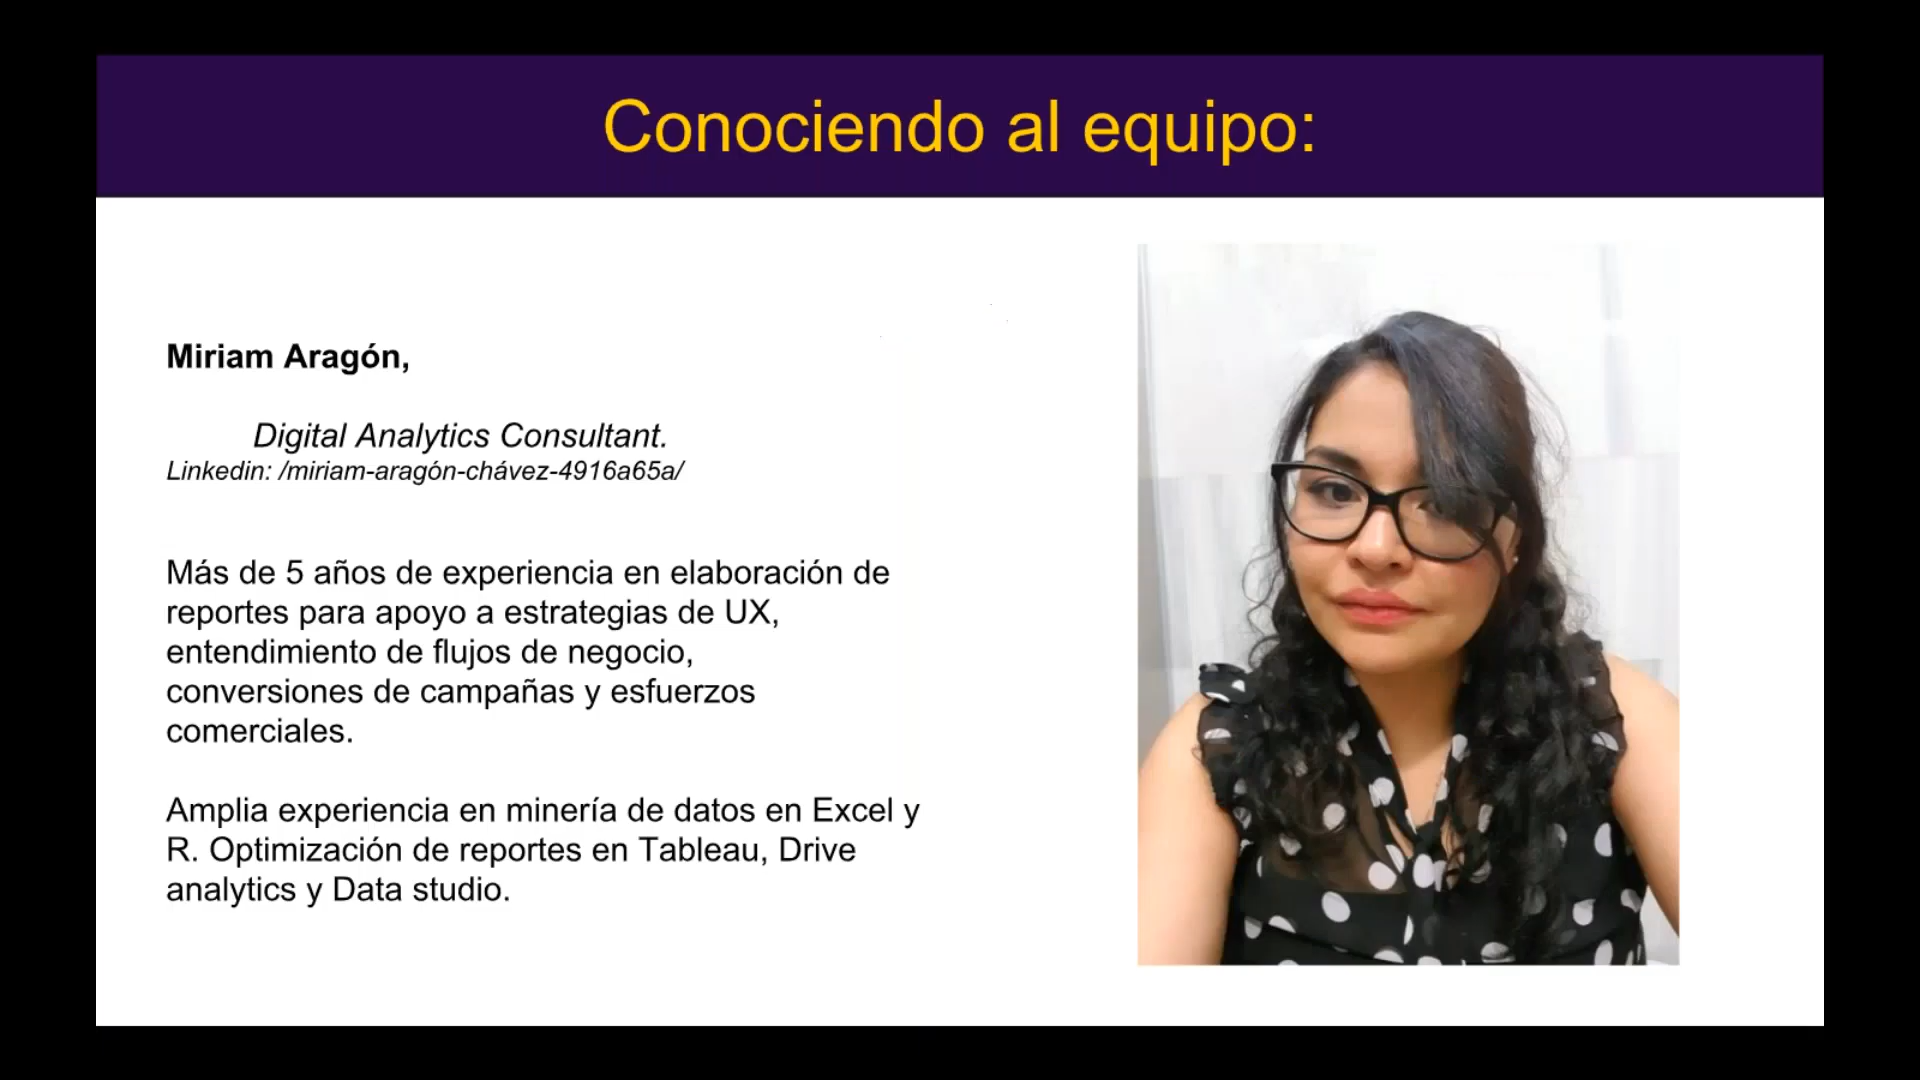 Conociendo al equipo:
Miriam Aragón,
Digital Analytics Consultant.
Linkedin: /miriam-aragón-chávez-4916a65a/
Más de 5 años de experiencia en elaboración de
reportes para apoyo a estrategias de UX,
entendimiento de flujos de negocio,
conversiones de campañas y esfuerzos
comerciales.
Amplia experiencia en minería de datos en Excel y
R. Optimización de reportes en Tableau, Drive
analytics y Data studio.